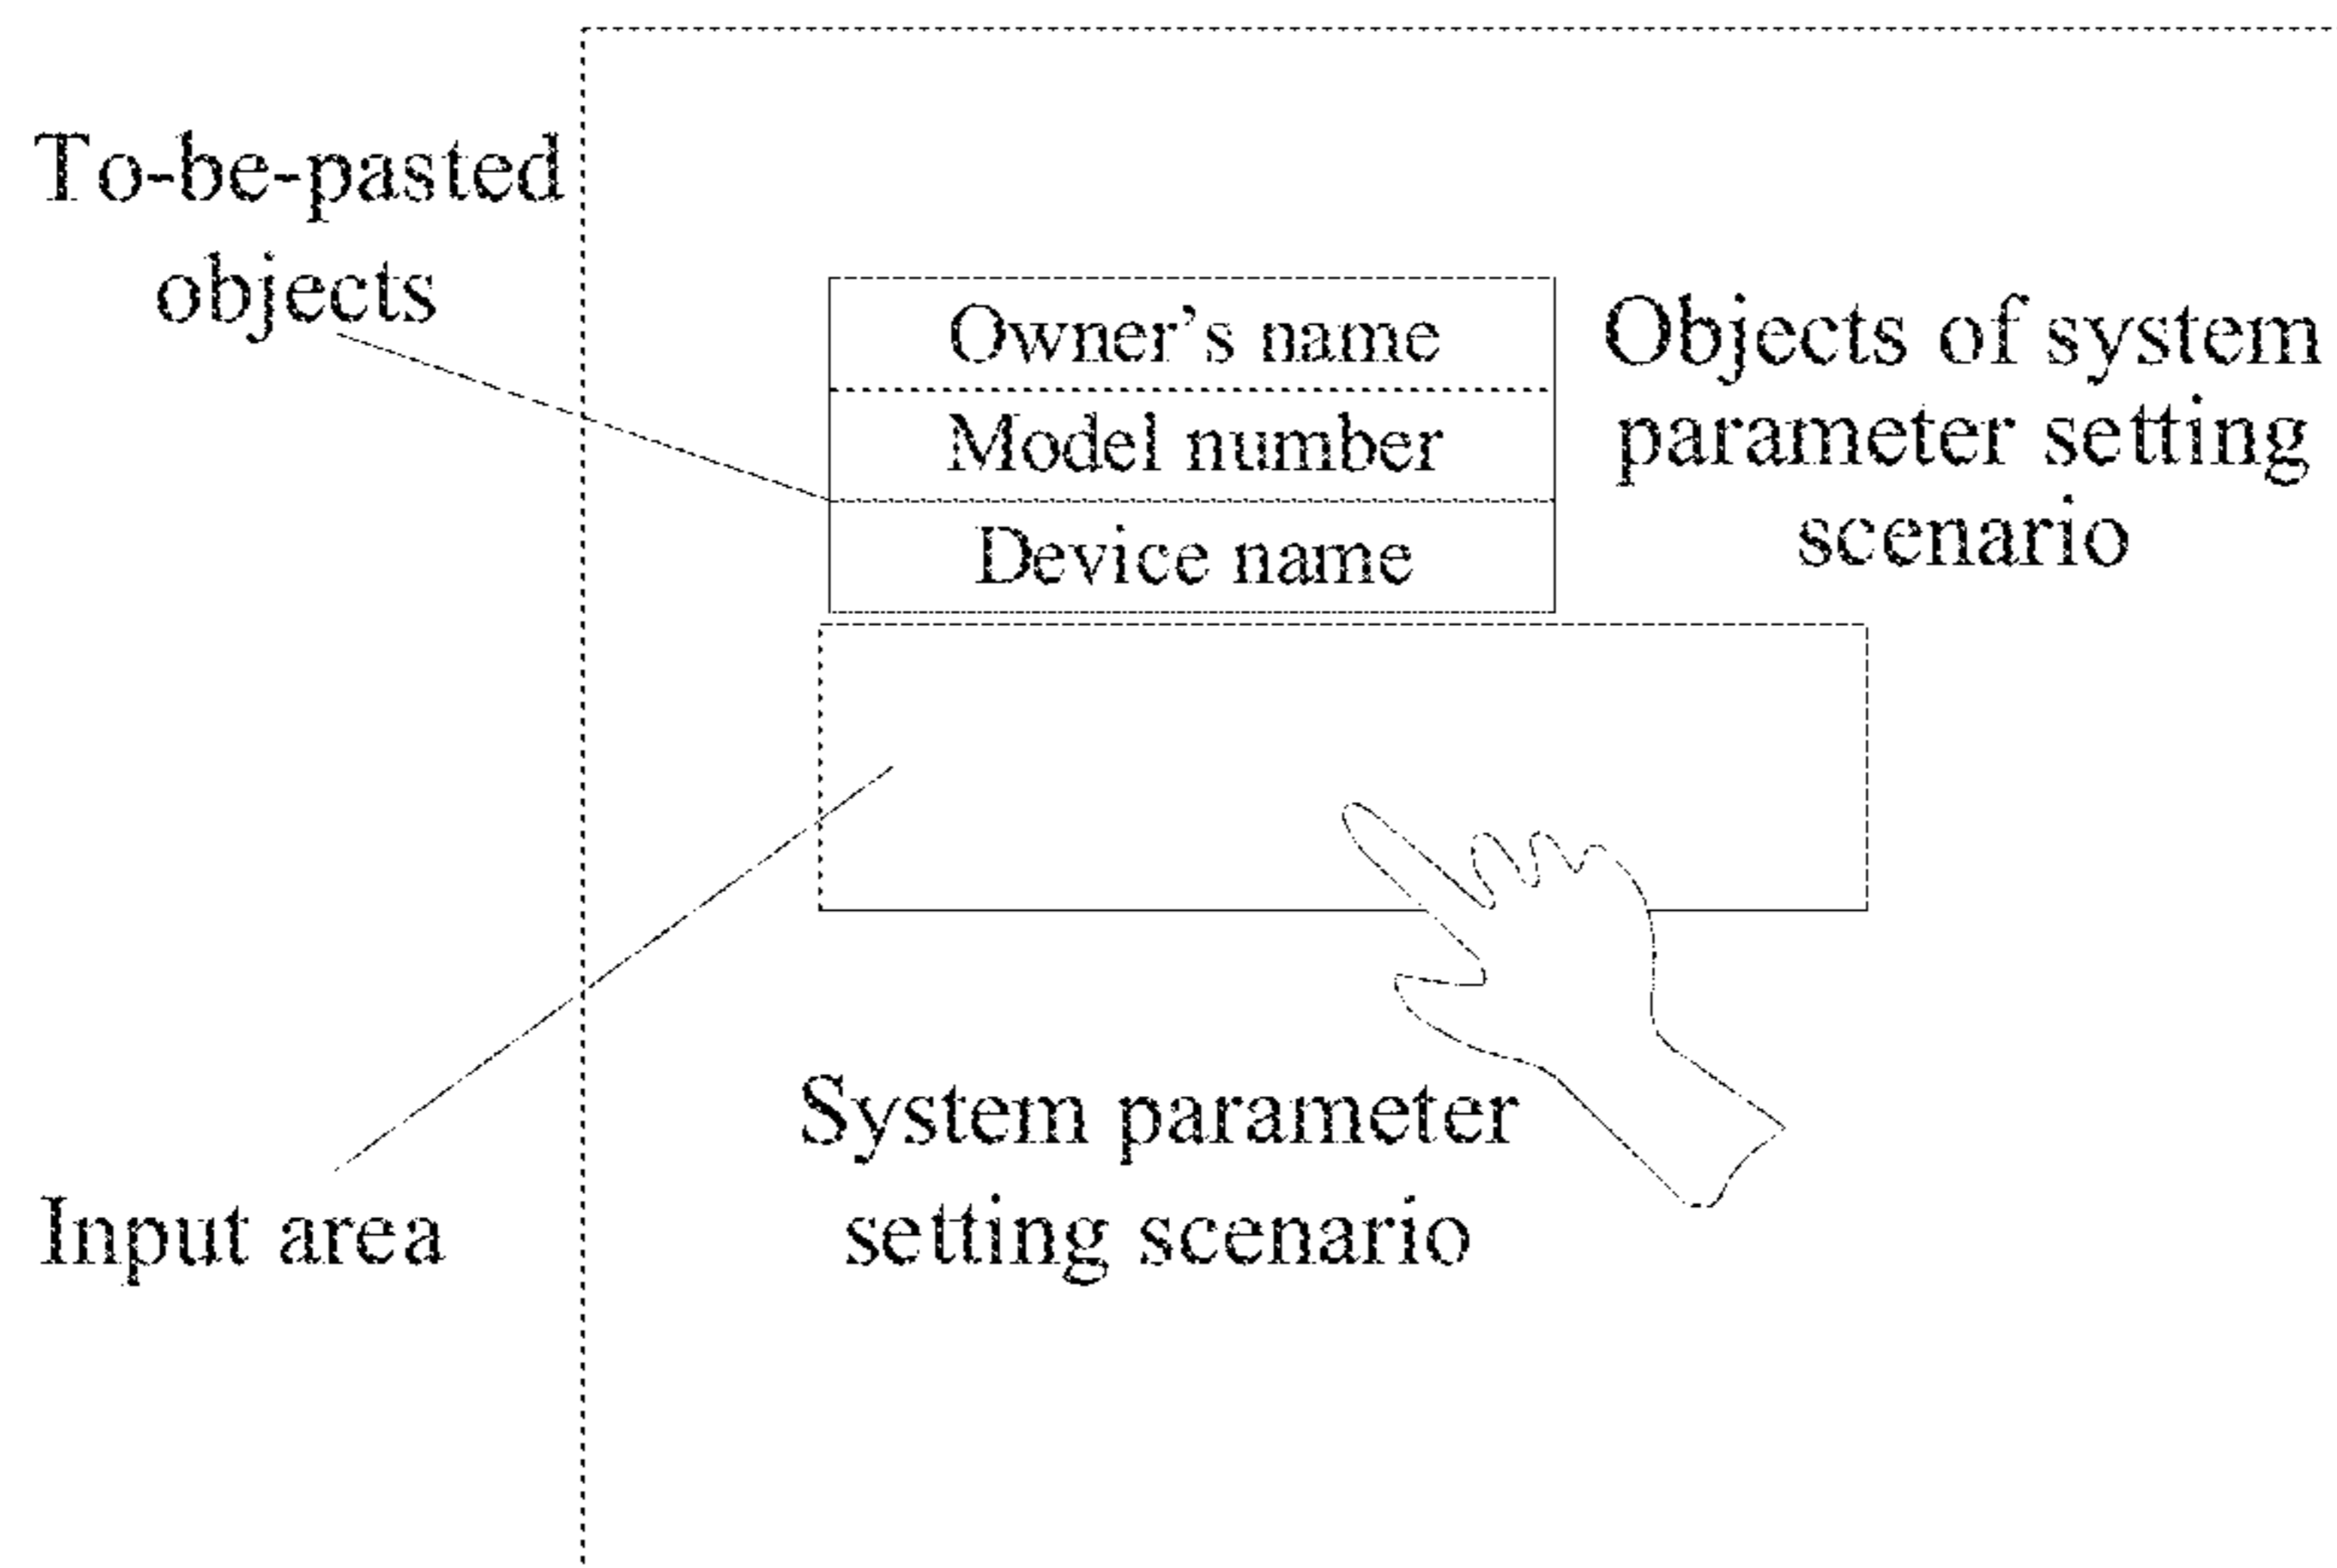 To-be-pasted
objects
Owner’s name
Model number
Device name
Objects of system
parameter setting
scenario
System parameter
setting scenario
Input area